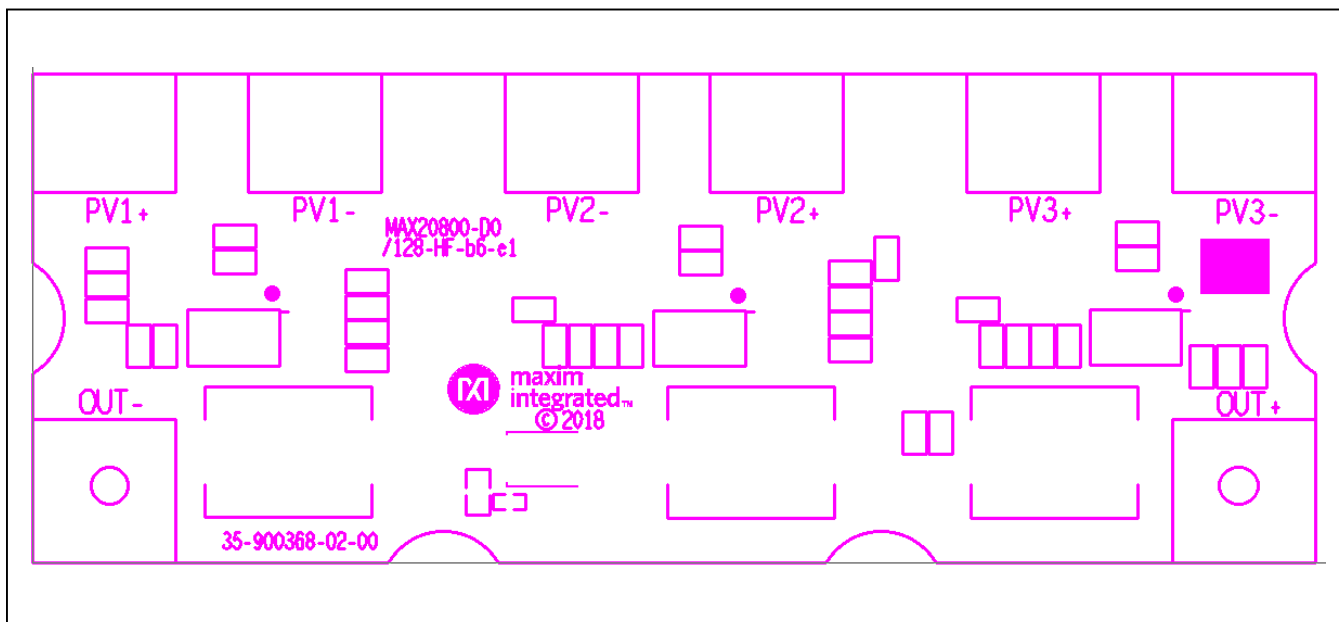 PV1+
PV1-
PV2-
PV2+
PV3+
PV3-
MAX20800-D0
/128-HF-b6-e1
maxim
integrated™
© 2018
OUT-
OUT+
35-900368-02-00